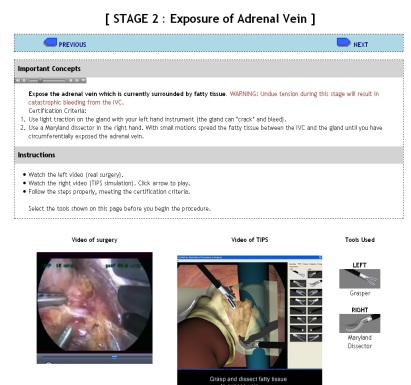 [ STAGE 2 : Exposure of Adrenal Vein ]
PREVIOUS
NEXT
Important Concepts
Expose the adrenal vein which is currently surrounded by fatty tissue. WARNING: Undue tension during this stage will result in
catastrophic bleeding from the IVC.
Certification Criteria:
1. Use light traction on the gland with your left hand instrument (the gland can "crack" and bleed).
2. Use a Maryland dissector in the right hand. With small motions spread the fatty tissue between the IVC and the gland until you have
circumferentially exposed the adrenal vein.
Instructions
• Watch the left video (real surgery).
• Watch the right video (TIPS simulation). Click arrow to play.
• Follow the steps properly, meeting the certification criteria.
Select the tools shown on this page before you begin the procedure.
Video of surgery
Video of TIPS
Tools Used
LEFT
Grasper
RIGHT
Maryland
Dissector
Grasp and dissect fatty tissue